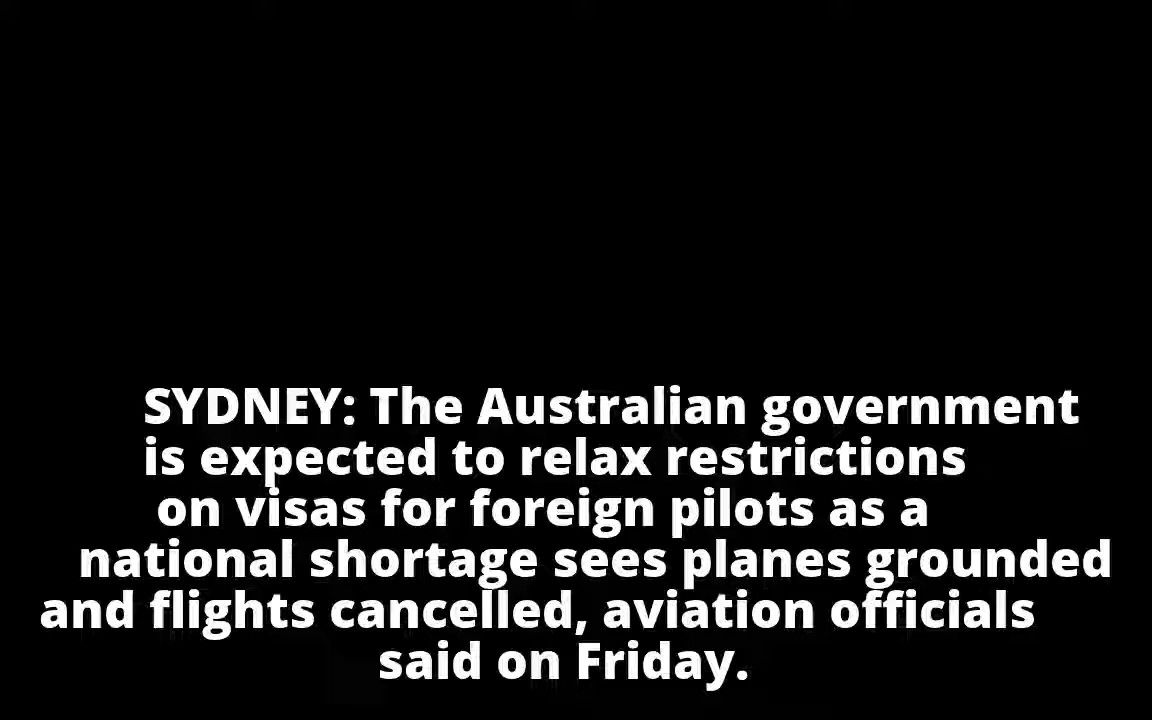 SYDNEY: The Australian government
is expected to relax restrictions
on visas for foreign pilots as a
national shortage sees planes grounded
and flights cancelled, aviation officials
said on Friday.